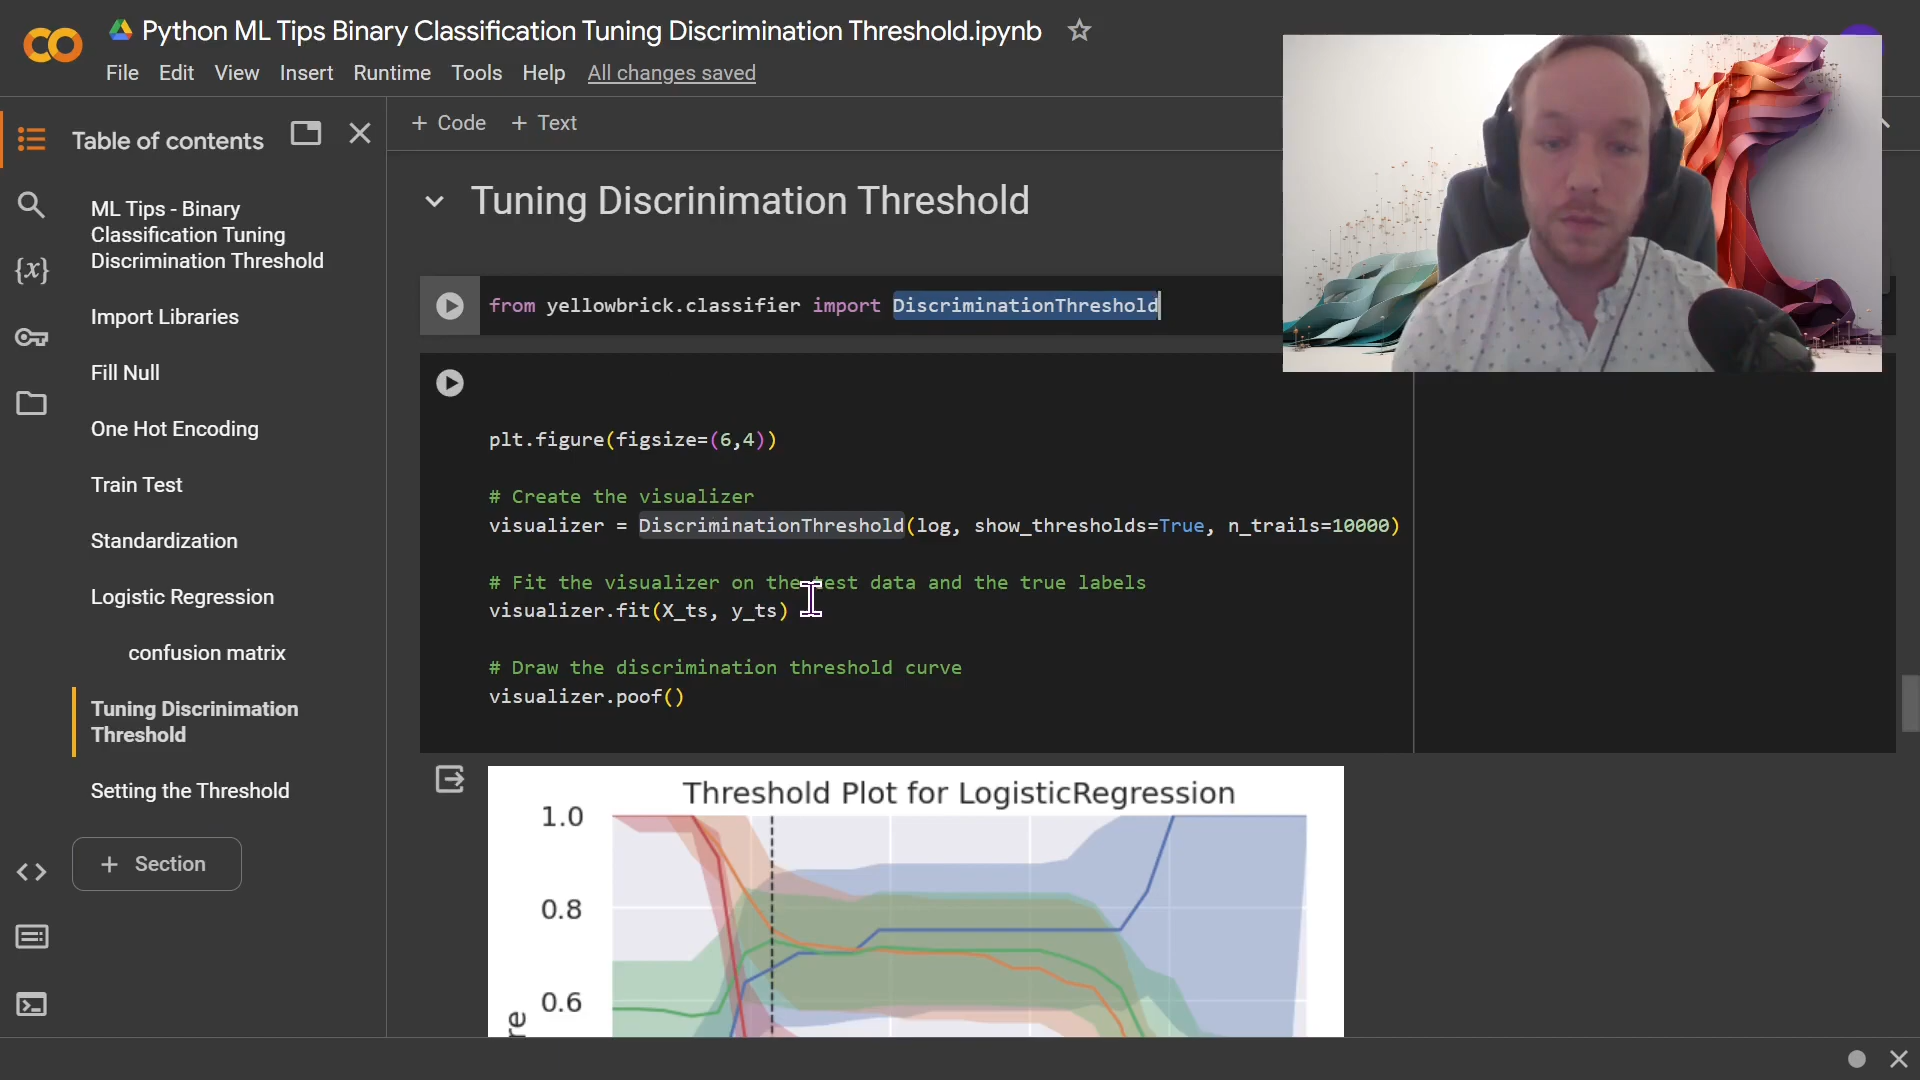 Python ML Tips Binary Classification Tuning Discrimination Threshold.ipynb
File Edit View Insert Runtime Tools Help All changes saved
Table of contents
+ Code + Text
ML Tips - Binary
Classification Tuning
Discrimination Threshold
Import Libraries
Fill Null
One Hot Encoding
Train Test
Standardization
Logistic Regression
confusion matrix
Tuning Discrinimation
Threshold
Setting the Threshold
+ Section
{x}
Tuning Discrinimation Threshold
from yellowbrick.classifier import DiscriminationThreshold
plt.figure(figsize=(6,4))
# Create the visualizer
visualizer = DiscriminationThreshold(log, show_thresholds=True, n_trails=10000)
# Fit the visualizer on the test data and the true labels
visualizer.fit(X_ts, y_ts)
# Draw the discrimination threshold curve
visualizer.poof()
Threshold Plot for LogisticRegression
1.0
0.8
0.6
re